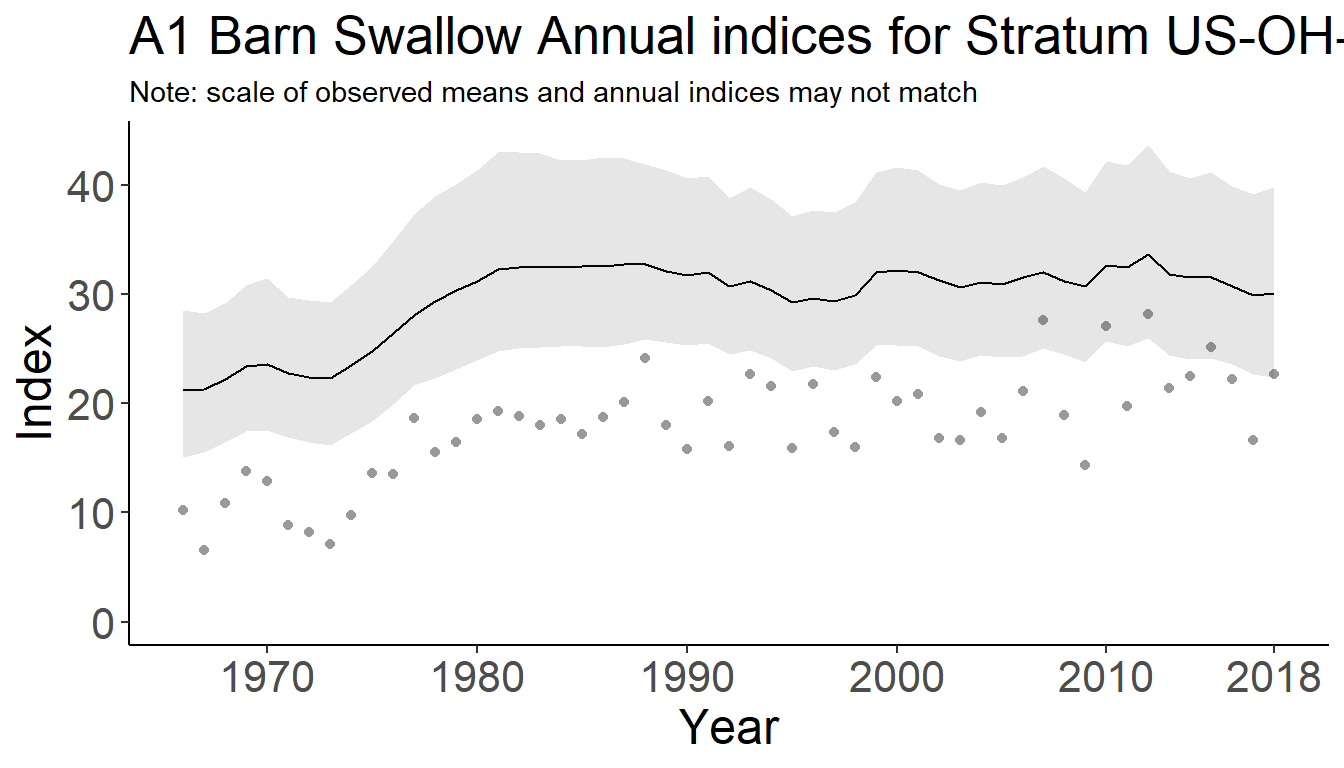 A1 Barn Swallow Annual indices for Stratum US-OH-
Note: scale of observed means and annual indices may not match
40
30
20
10
0
Index
1970 1980 1990 2000 2010 2018
Year